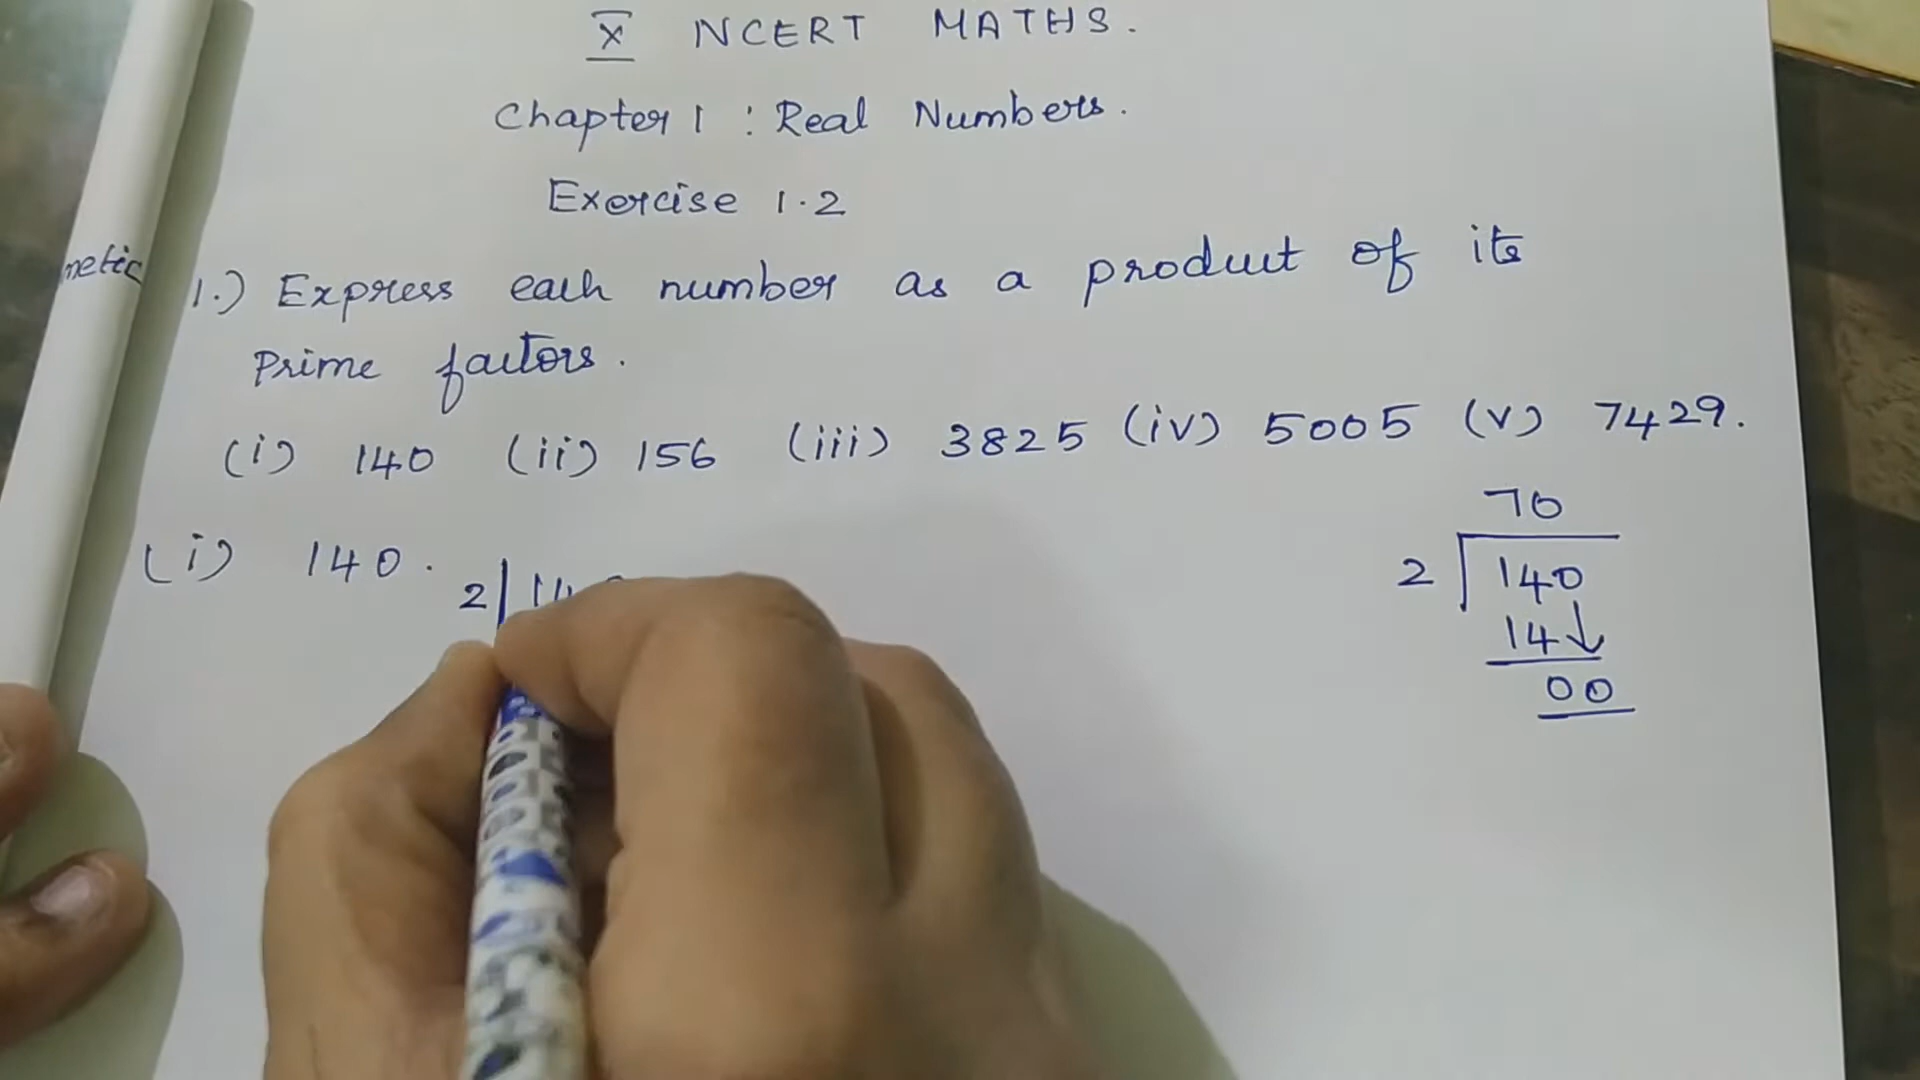 X NCERT MATHS.
Chapter 1 : Real Numbers.
Exercise 1.2
netic
1.) Express each number as a product of its
Prime factors.
(i) 140 (ii) 156 (iii) 3825 (iv) 5005 (v) 7429.
(i) 140.
2
70
2 140
14
00